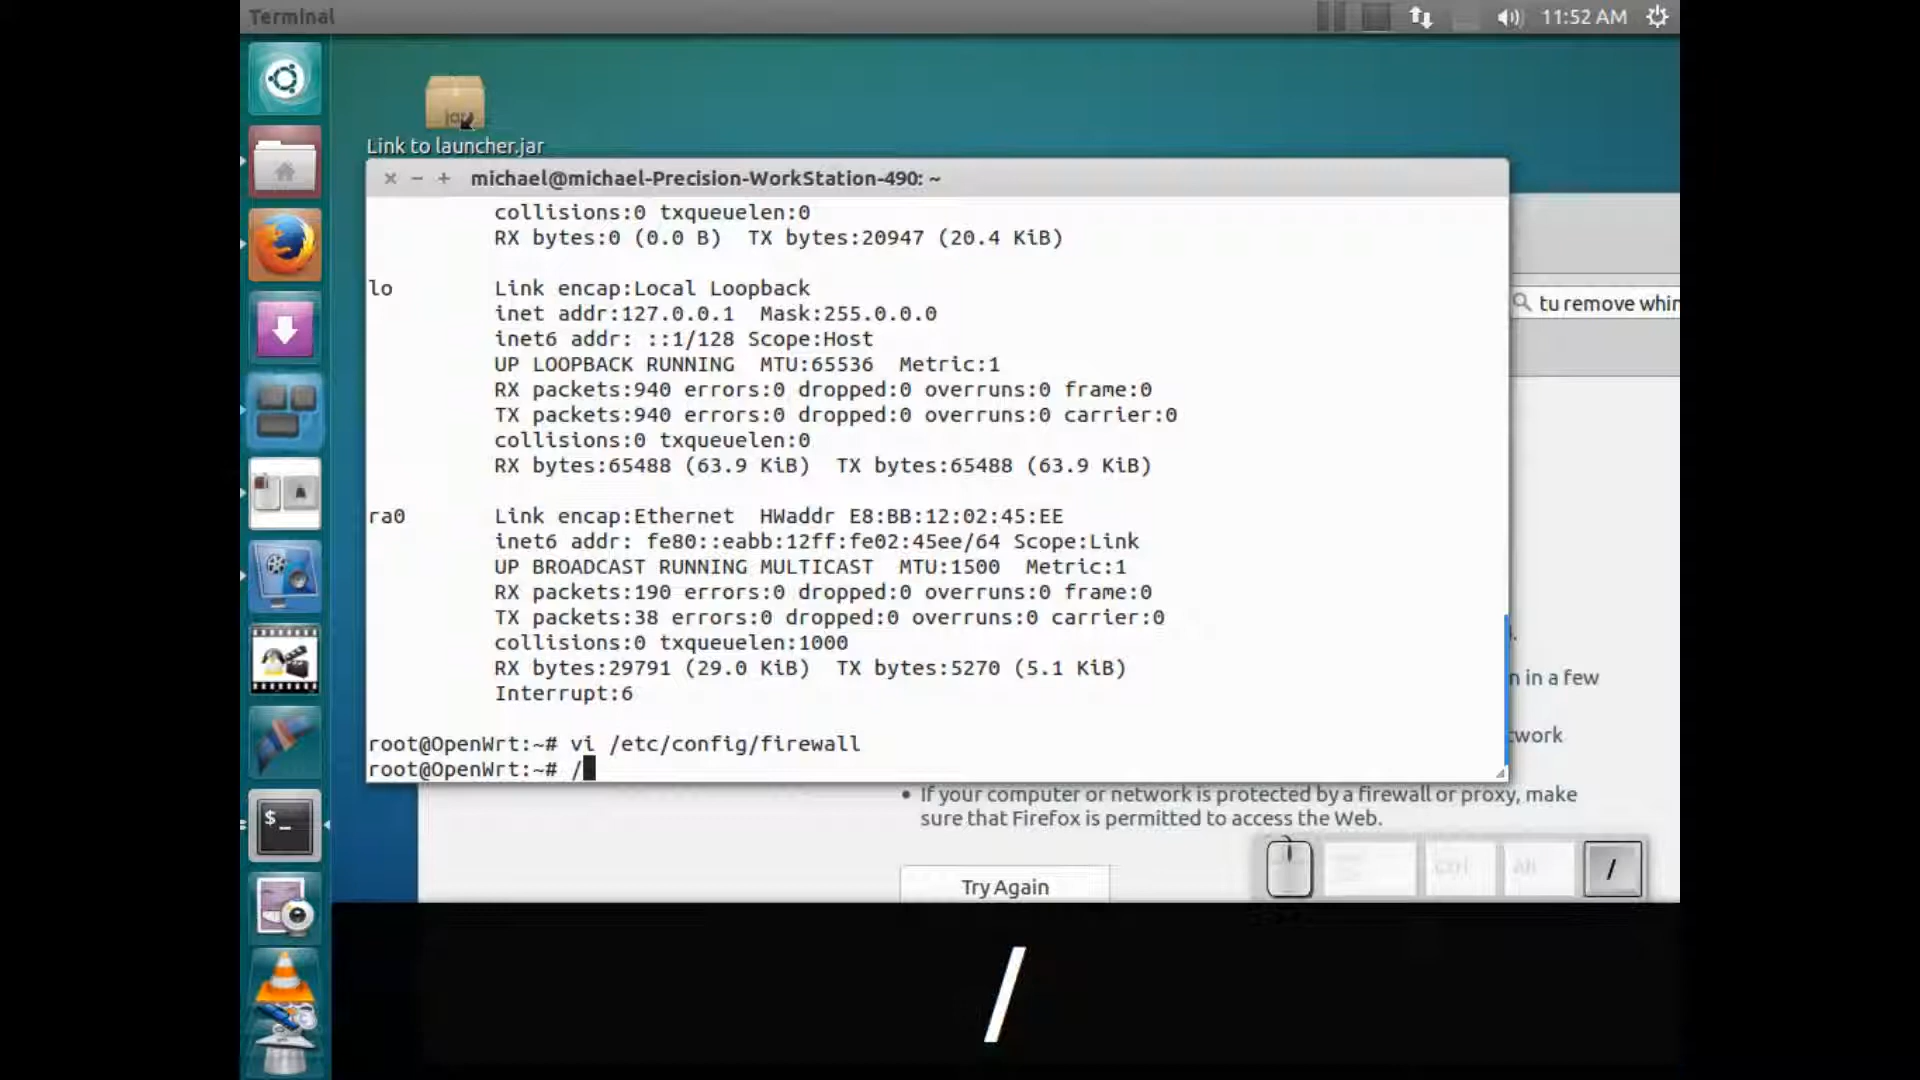 Terminal
11:52 AM
jar
Link to launcher.jar
michael@michael-Precision-WorkStation-490: ~
collisions:0 txqueuelen:0
RX bytes:0 (0.0 B)  TX bytes:20947 (20.4 KiB)
lo        Link encap:Local Loopback
inet addr:127.0.0.1  Mask:255.0.0.0
inet6 addr: ::1/128 Scope:Host
UP LOOPBACK RUNNING  MTU:65536  Metric:1
RX packets:940 errors:0 dropped:0 overruns:0 frame:0
TX packets:940 errors:0 dropped:0 overruns:0 carrier:0
collisions:0 txqueuelen:0
RX bytes:65488 (63.9 KiB)  TX bytes:65488 (63.9 KiB)
ra0       Link encap:Ethernet  HWaddr E8:BB:12:02:45:EE
inet6 addr: fe80::eabb:12ff:fe02:45ee/64 Scope:Link
UP BROADCAST RUNNING MULTICAST  MTU:1500  Metric:1
RX packets:190 errors:0 dropped:0 overruns:0 frame:0
TX packets:38 errors:0 dropped:0 overruns:0 carrier:0
collisions:0 txqueuelen:1000
RX bytes:29791 (29.0 KiB)  TX bytes:5270 (5.1 KiB)
Interrupt:6
root@OpenWrt:~# vi /etc/config/firewall
root@OpenWrt:~# /
tu remove whin
n in a few
twork
• If your computer or network is protected by a firewall or proxy, make
sure that Firefox is permitted to access the Web.
Try Again
$_
ctrl
alt
/
/